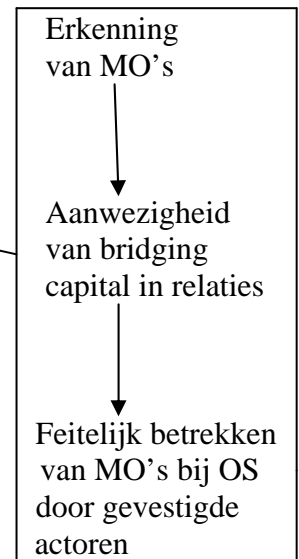 Erkenning
van MO’s
Aanwezigheid
van bridging
capital in relaties
Feitelijk betrekken
van MO’s bij OS
door gevestigde
actoren